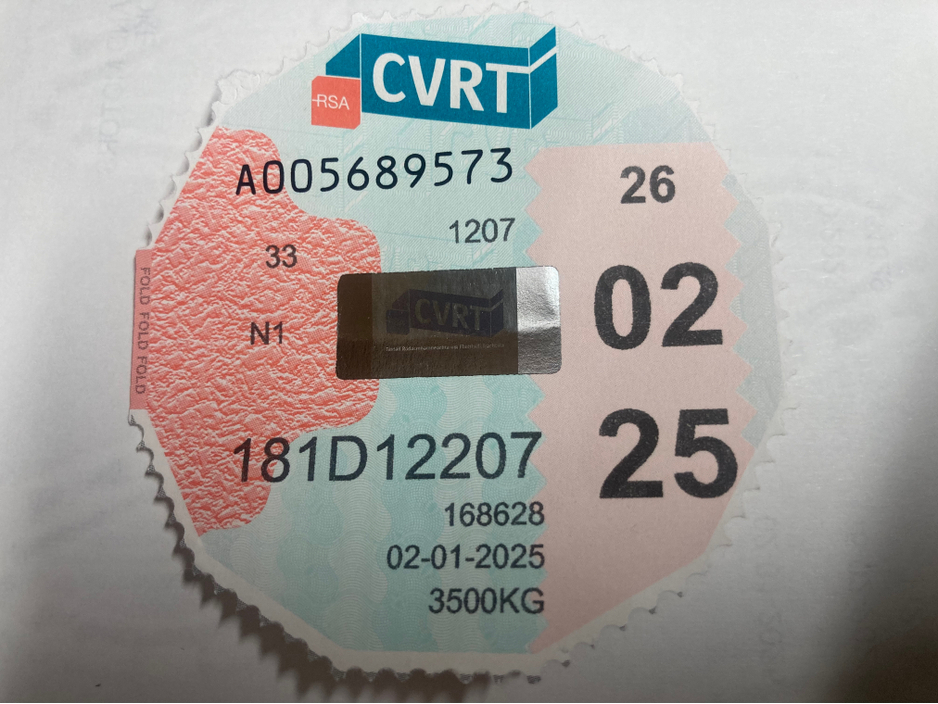 CVRT
RSA
A005689573
26
1207
33
02
CVRT
N1
FOLD FOLD FOLD
25
181D12207
168628
02-01-2025
3500KG